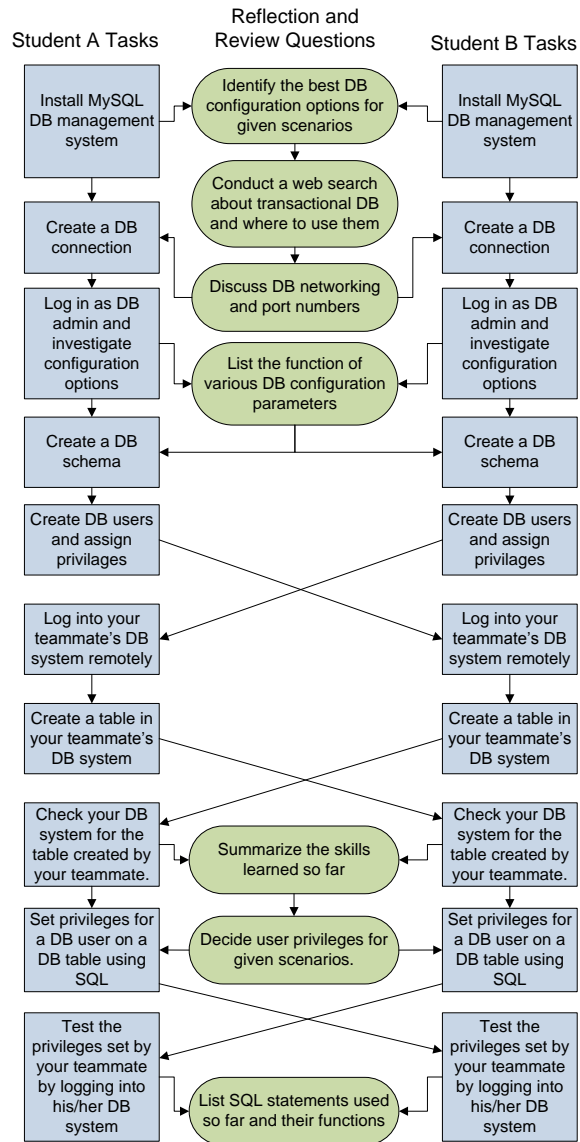 Student A Tasks
Reflection and
Review Questions
Student B Tasks
Install MySQL
DB management
system
Identify the best DB
configuration options for
given scenarios
Install MySQL
DB management
system
Conduct a web search
about transactional DB
and where to use them
Create a DB
connection
Create a DB
connection
Discuss DB networking
and port numbers
Log in as DB
admin and
investigate
configuration
options
List the function of
various DB configuration
parameters
Log in as DB
admin and
investigate
configuration
options
Create a DB
schema
Create a DB
schema
Create DB users
and assign
privilages
Create DB users
and assign
privilages
Log into your
teammate's DB
system remotely
Log into your
teammate's DB
system remotely
Create a table in
your teammate's
DB system
Create a table in
your teammate's
DB system
Check your DB
system for the
table created by
your teammate.
Summarize the skills
learned so far
Check your DB
system for the
table created by
your teammate.
Set privileges for
a DB user on a
DB table using
SQL
Decide user privileges for
given scenarios.
Set privileges for
a DB user on a
DB table using
SQL
Test the
privileges set by
your teammate
by logging into
his/her DB
system
List SQL statements used
so far and their functions
Test the
privileges set by
your teammate
by logging into
his/her DB
system